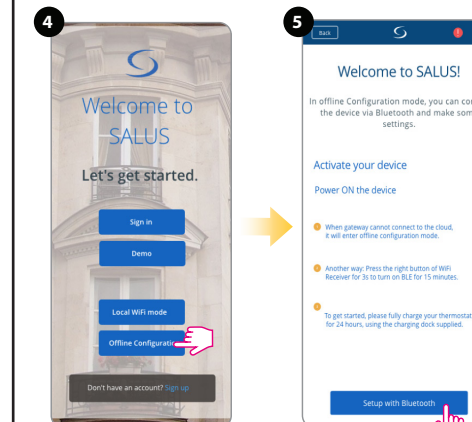 4
Welcome to
SALUS
Let's get started.
Sign in
Demo
Local WiFi mode
Offline Configuratio
Don't have an account? Sign up
5
Back
Welcome to SALUS!
In offline Configuration mode, you can co
the device via Bluetooth and make som
settings.
Activate your device
Power ON the device
When gateway cannot connect to the cloud,
it will enter offline configuration mode.
Another way: Press the right button of WiFi
Receiver for 3s to turn on BLE for 15 minutes.
To get started, please fully charge your thermostat
for 24 hours, using the charging dock supplied.
Setup with Bluetooth